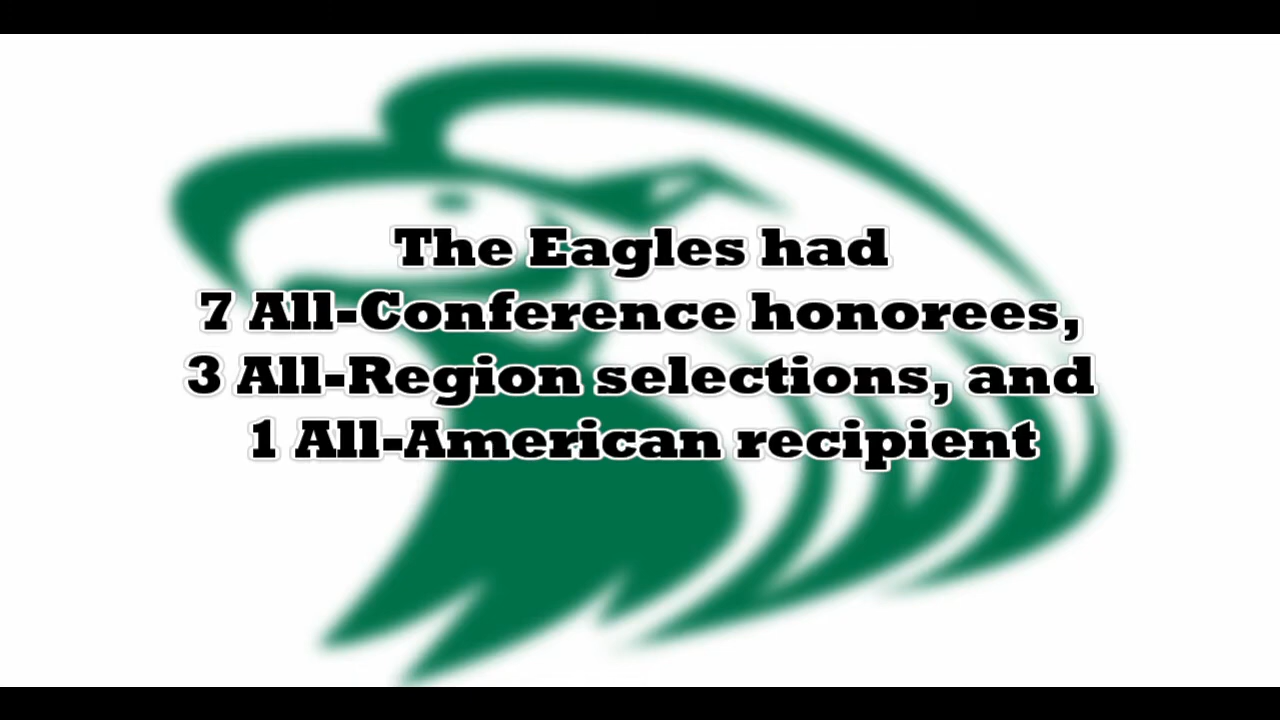 The Eagles had
7 All-Conference honorees,
3 All-Region selections, and
1 All-American recipient